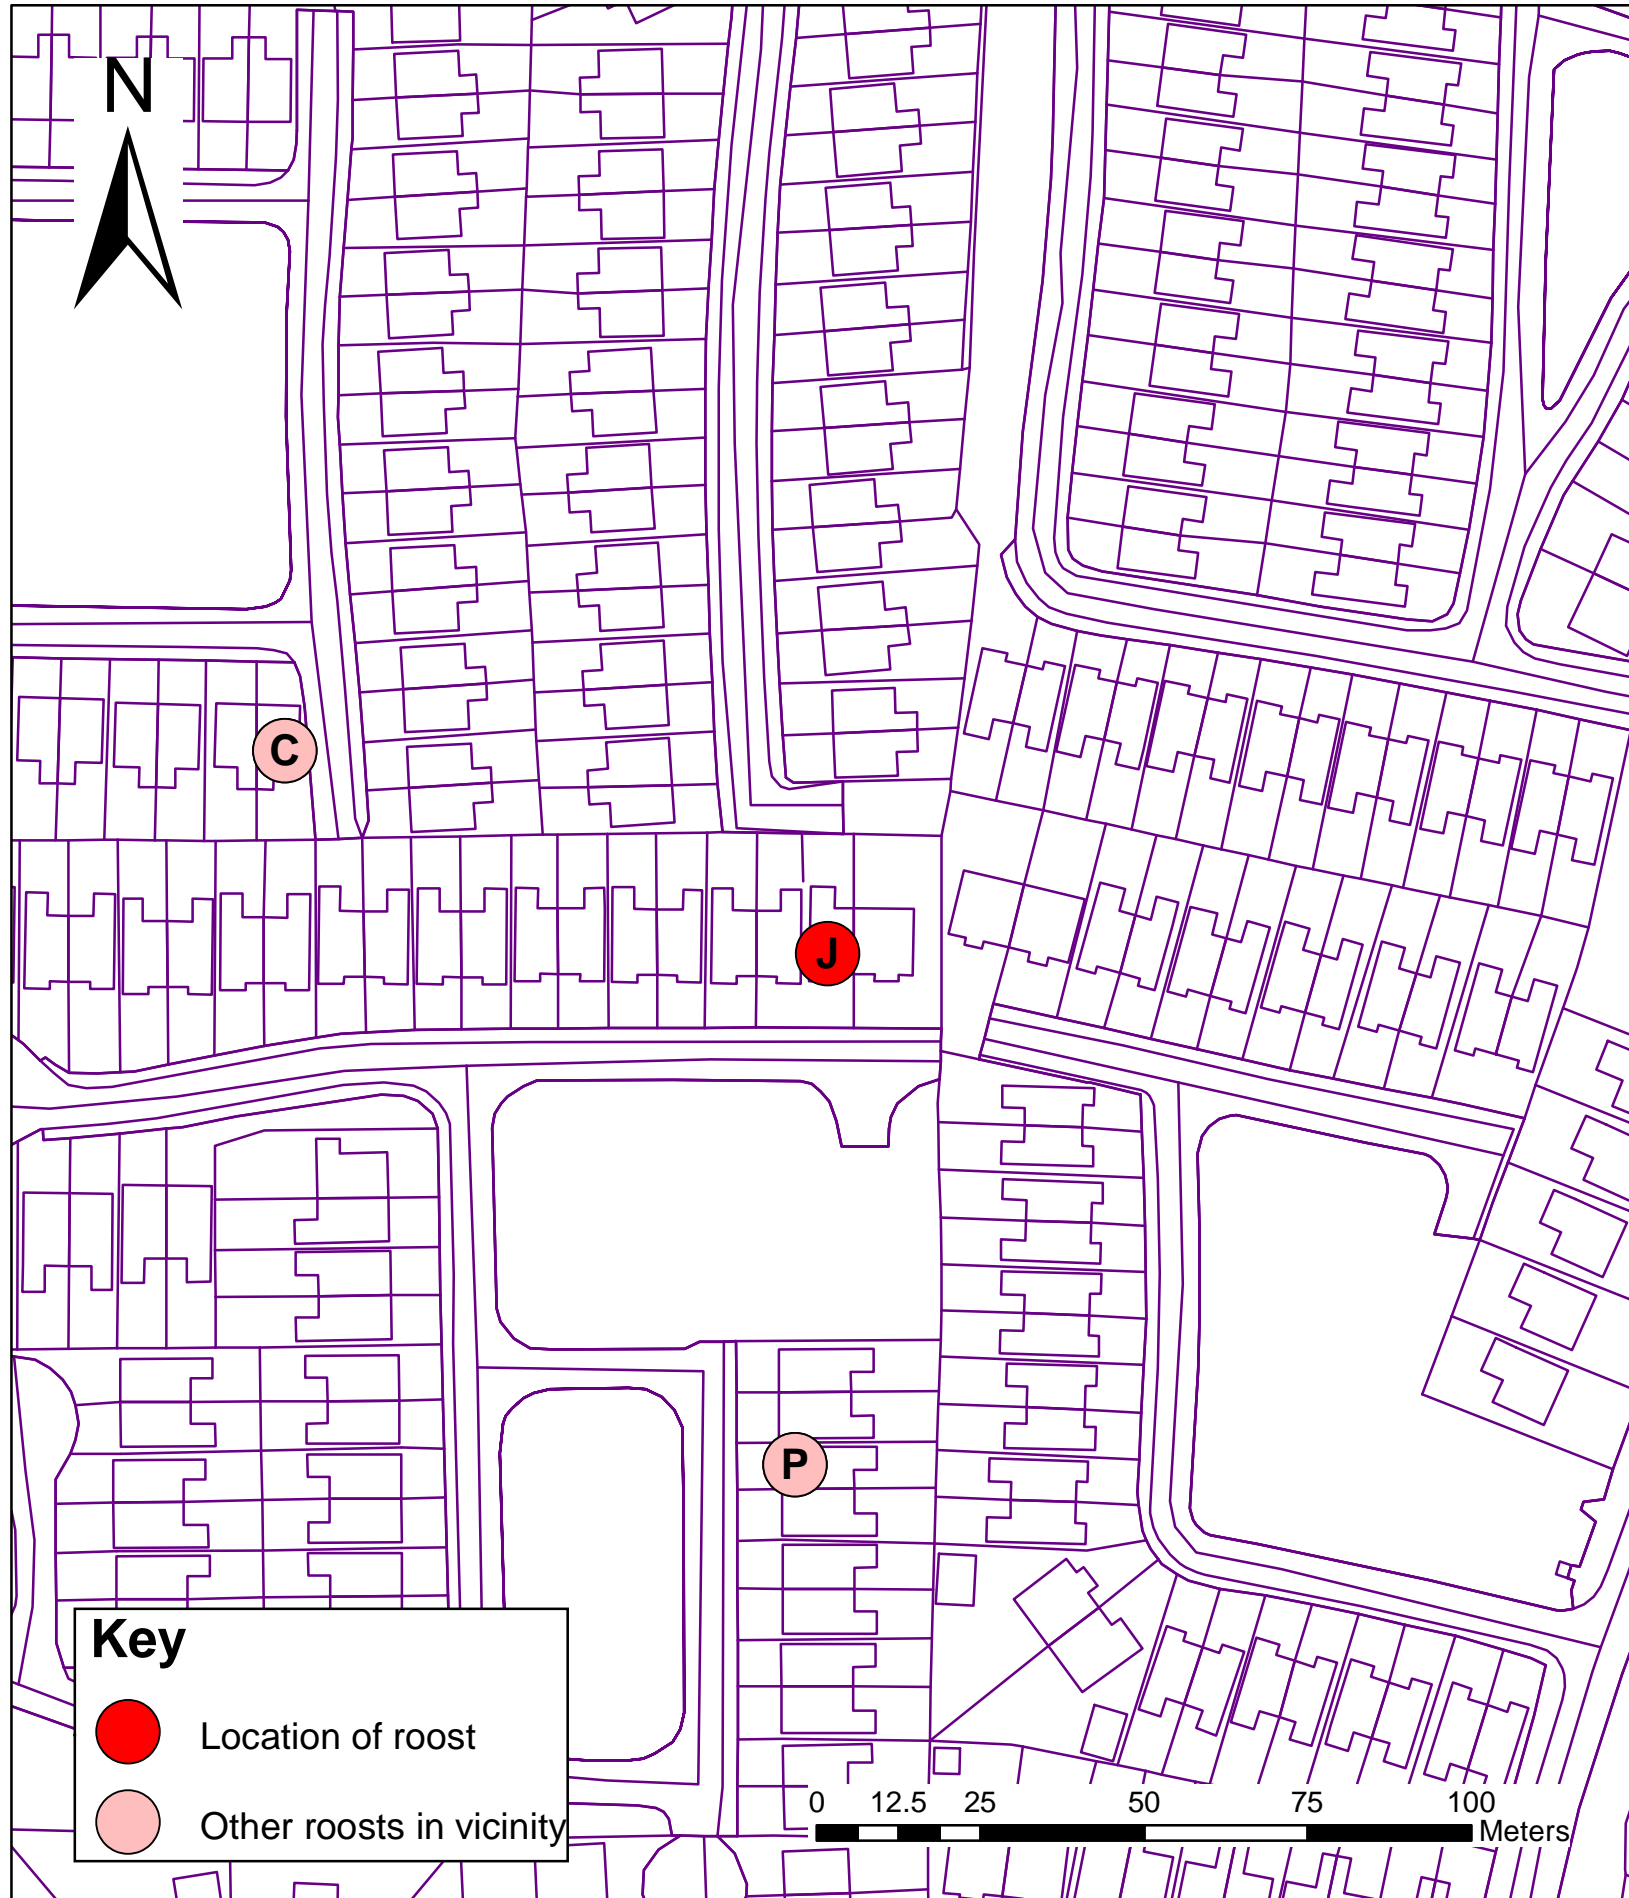 N
C
J
P
Key
Location of roost
Other roosts in vicinity
0 12.5 25 50 75 100
Meters